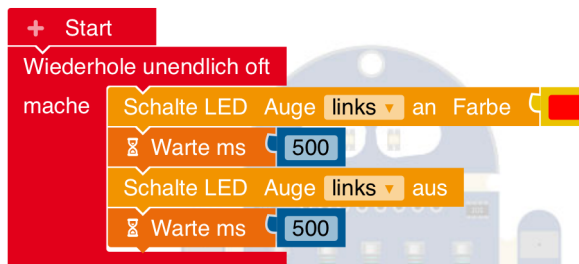 + Start
Wiederhole unendlich oft
mache Schalte LED Auge links an Farbe
Warte ms 500
Schalte LED Auge links aus
Warte ms 500